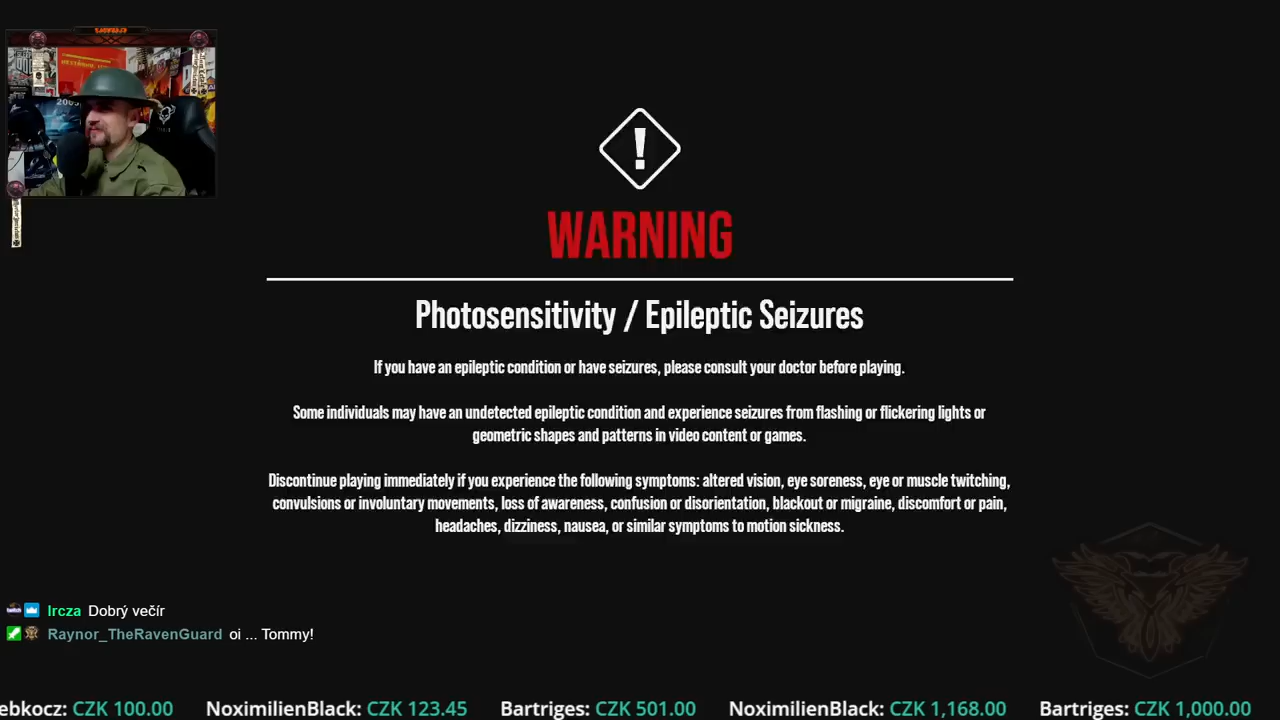 2005
!
WARNING
Photosensitivity / Epileptic Seizures
If you have an epileptic condition or have seizures, please consult your doctor before playing.
Some individuals may have an undetected epileptic condition and experience seizures from flashing or flickering lights or
geometric shapes and patterns in video content or games.
Discontinue playing immediately if you experience the following symptoms: altered vision, eye soreness, eye or muscle twitching,
convulsions or involuntary movements, loss of awareness, confusion or disorientation, blackout or migraine, discomfort or pain,
headaches, dizziness, nausea, or similar symptoms to motion sickness.
Ircza Dobrý večír
Raynor_TheRavenGuard oi ... Tommy!
ebkocz: CZK 100.00 NoximilienBlack: CZK 123.45 Bartriges: CZK 501.00 NoximilienBlack: CZK 1,168.00 Bartriges: CZK 1,000.00